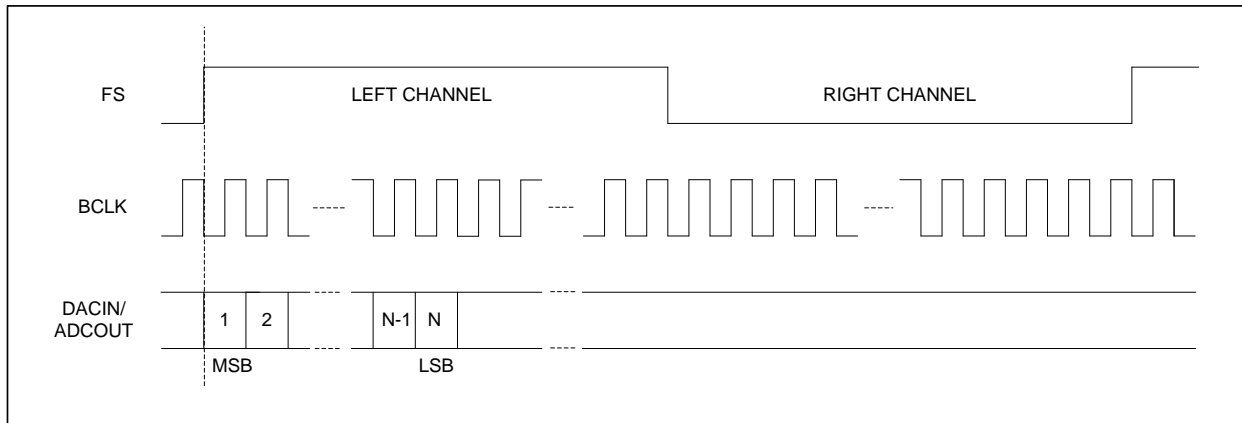 FS
LEFT CHANNEL
RIGHT CHANNEL
BCLK
DACIN/
ADCOUT
1
2
N-1
N
MSB
LSB